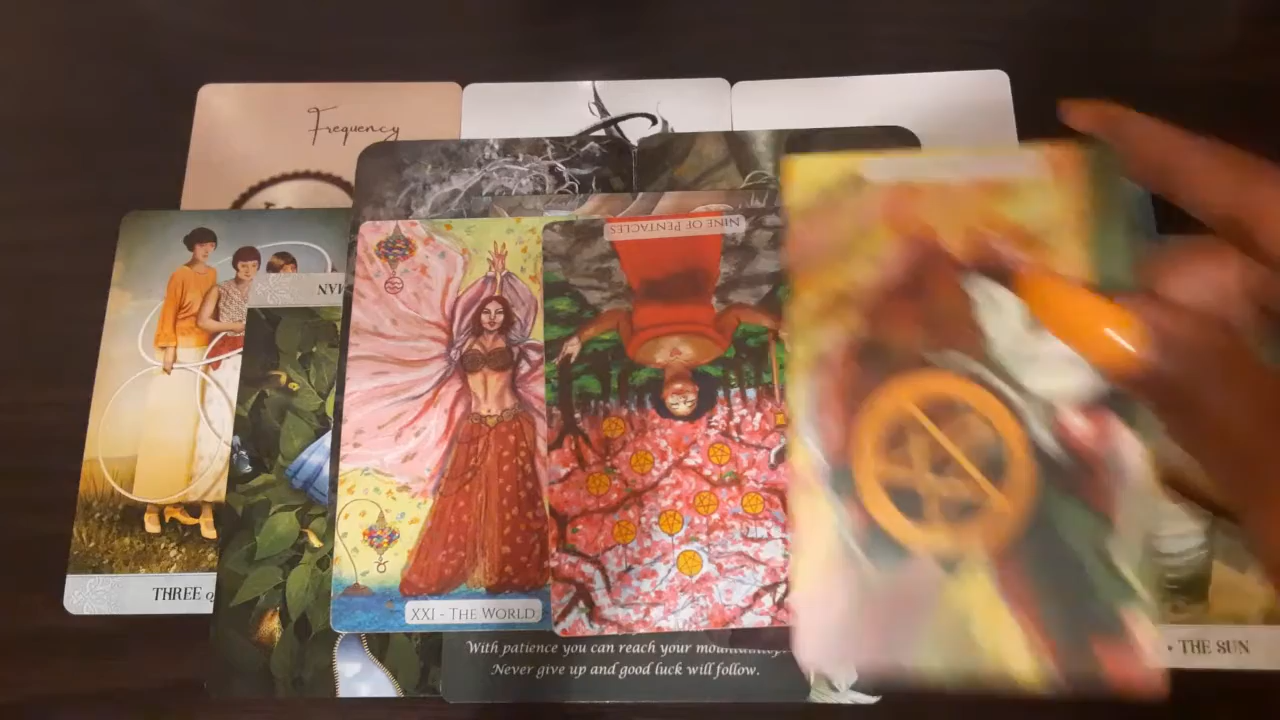 Frequency
NINE OF PENTACLES
THREE
XXI - THE WORLD
With patience you can reach your
Never give up and good luck will follow.
THE SUN